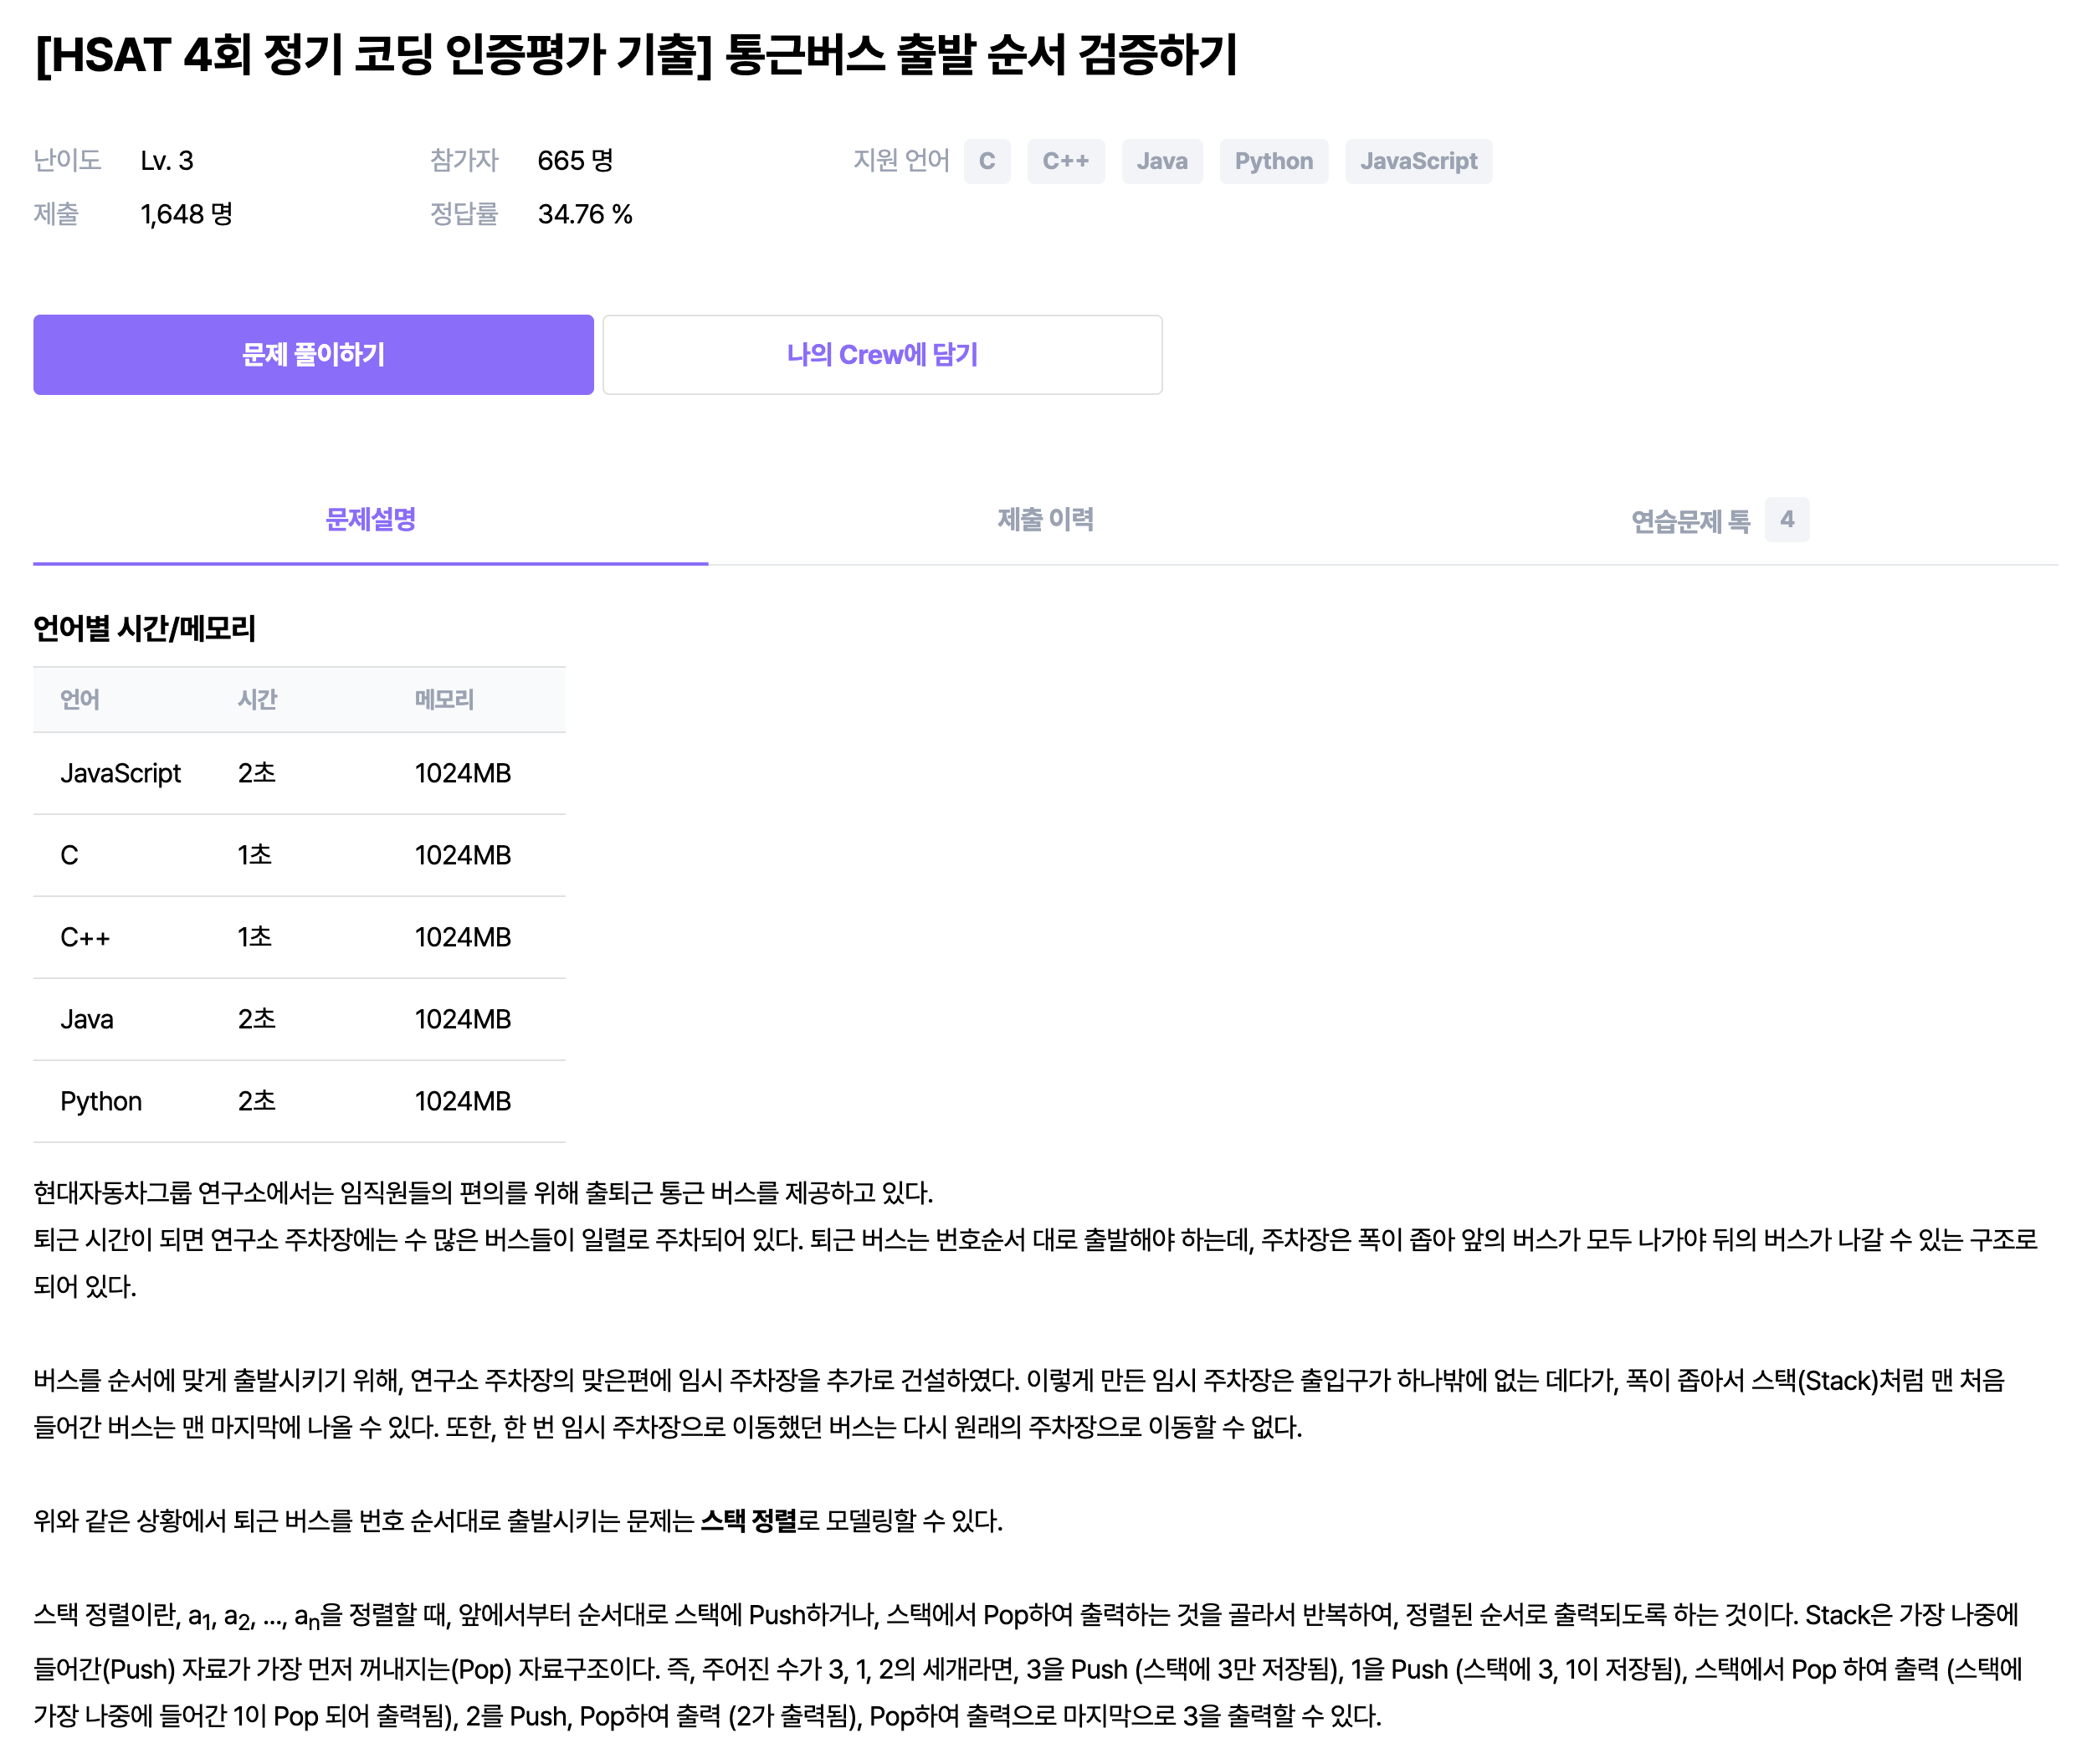 [HSAT 4회 정기 코딩 인증평가 기출] 통근버스 출발 순서 검증하기
난이도 Lv. 3 참가자 665 명 지원 언어 C C++ Java Python JavaScript
제출 1,648 명 정답률 34.76 %
문제 풀이하기 나의 Crew에 담기
문제설명 제출 이력 연습문제 톡 4
언어별 시간/메모리
언어 시간 메모리
JavaScript 2초 1024MB
C 1초 1024MB
C++ 1초 1024MB
Java 2초 1024MB
Python 2초 1024MB
현대자동차그룹 연구소에서는 임직원들의 편의를 위해 출퇴근 통근 버스를 제공하고 있다.
퇴근 시간이 되면 연구소 주차장에는 수 많은 버스들이 일렬로 주차되어 있다. 퇴근 버스는 번호순서 대로 출발해야 하는데, 주차장은 폭이 좁아 앞의 버스가 모두 나가야 뒤의 버스가 나갈 수 있는 구조로
되어 있다.
버스를 순서에 맞게 출발시키기 위해, 연구소 주차장의 맞은편에 임시 주차장을 추가로 건설하였다. 이렇게 만든 임시 주차장은 출입구가 하나밖에 없는 데다가, 폭이 좁아서 스택(Stack)처럼 맨 처음
들어간 버스는 맨 마지막에 나올 수 있다. 또한, 한 번 임시 주차장으로 이동했던 버스는 다시 원래의 주차장으로 이동할 수 없다.
위와 같은 상황에서 퇴근 버스를 번호 순서대로 출발시키는 문제는 스택 정렬로 모델링할 수 있다.
스택 정렬이란, a1, a2, ..., an을 정렬할 때, 앞에서부터 순서대로 스택에 Push하거나, 스택에서 Pop하여 출력하는 것을 골라서 반복하여, 정렬된 순서로 출력되도록 하는 것이다. Stack은 가장 나중에
들어간(Push) 자료가 가장 먼저 꺼내지는(Pop) 자료구조이다. 즉, 주어진 수가 3, 1, 2의 세개라면, 3을 Push (스택에 3만 저장됨), 1을 Push (스택에 3, 1이 저장됨), 스택에서 Pop 하여 출력 (스택에
가장 나중에 들어간 1이 Pop 되어 출력됨), 2를 Push, Pop하여 출력 (2가 출력됨), Pop하여 출력으로 마지막으로 3을 출력할 수 있다.